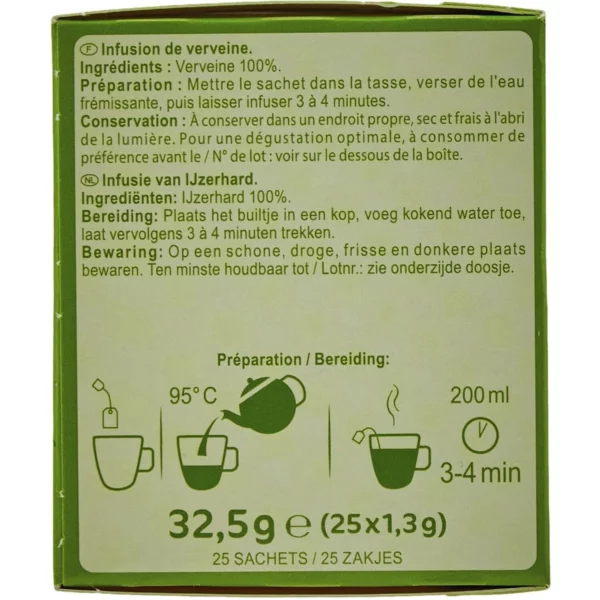 F Infusion de verveine.
Ingrédients : Verveine 100%.
Préparation : Mettre le sachet dans la tasse, verser de l'eau
frémissante, puis laisser infuser 3 à 4 minutes.
Conservation : À conserver dans un endroit propre, sec et frais à l'abri
de la lumière. Pour une dégustation optimale, à consommer de
préférence avant le / N° de lot : voir sur le dessous de la boîte.
NL Infusie van IJzerhard.
Ingrediënten: IJzerhard 100%.
Bereiding: Plaats het builtje in een kop, voeg kokend water toe,
laat vervolgens 3 à 4 minuten trekken.
Bewaring: Op een schone, droge, frisse en donkere plaats
bewaren. Ten minste houdbaar tot / Lotnr.: zie onderzijde doosje.
Préparation / Bereiding:
95°C
200 ml
3-4 min
32,5g ℮ (25x1,3g)
25 SACHETS / 25 ZAKJES